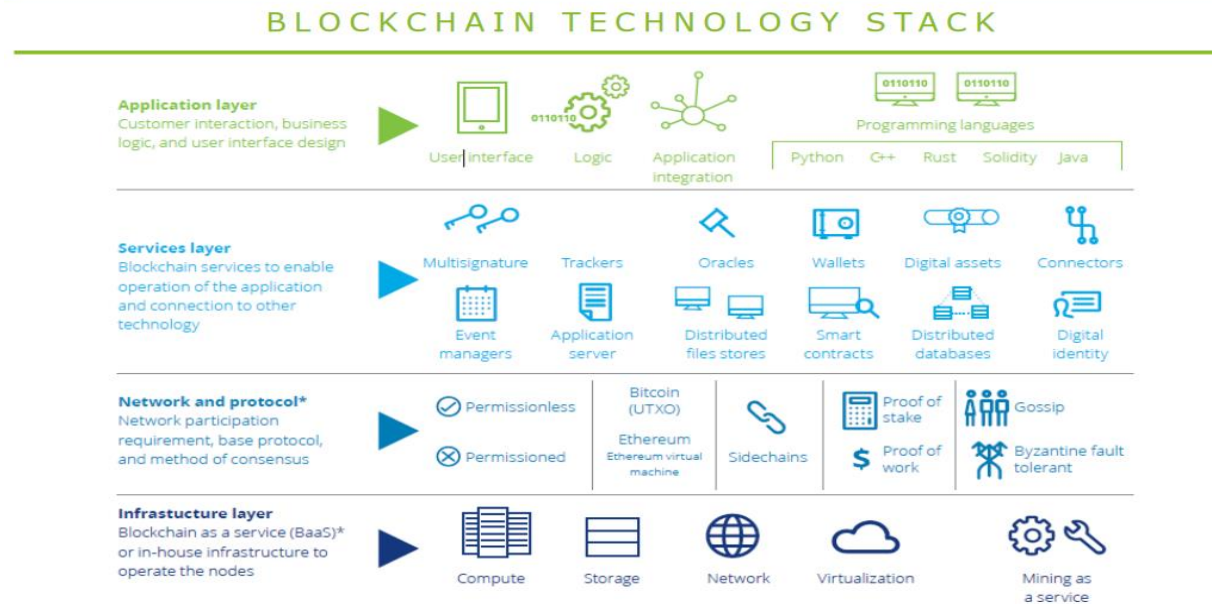 BLOCKCHAIN TECHNOLOGY STACK
Application layer
Customer interaction, business
logic, and user interface design
0110110
0110110
0110110
Programming languages
User interface
Logic
Application
integration
Python
C++
Rust
Solidity
Java
Services layer
Blockchain services to enable
operation of the application
and connection to other
technology
Multisignature
Trackers
Oracles
Wallets
Digital assets
Connectors
Event
managers
Application
server
Distributed
files stores
Smart
contracts
Distributed
databases
Digital
identity
Network and protocol*
Network participation
requirement, base protocol,
and method of consensus
Permissionless
Permissioned
Bitcoin
(UTXO)
Ethereum
Ethereum virtual
machine
Sidechains
Proof of
stake
$
Proof of
work
Gossip
Byzantine fault
tolerant
Infrastucture layer
Blockchain as a service (BaaS)*
or in-house infrastructure to
operate the nodes
Compute
Storage
Network
Virtualization
Mining as
a service